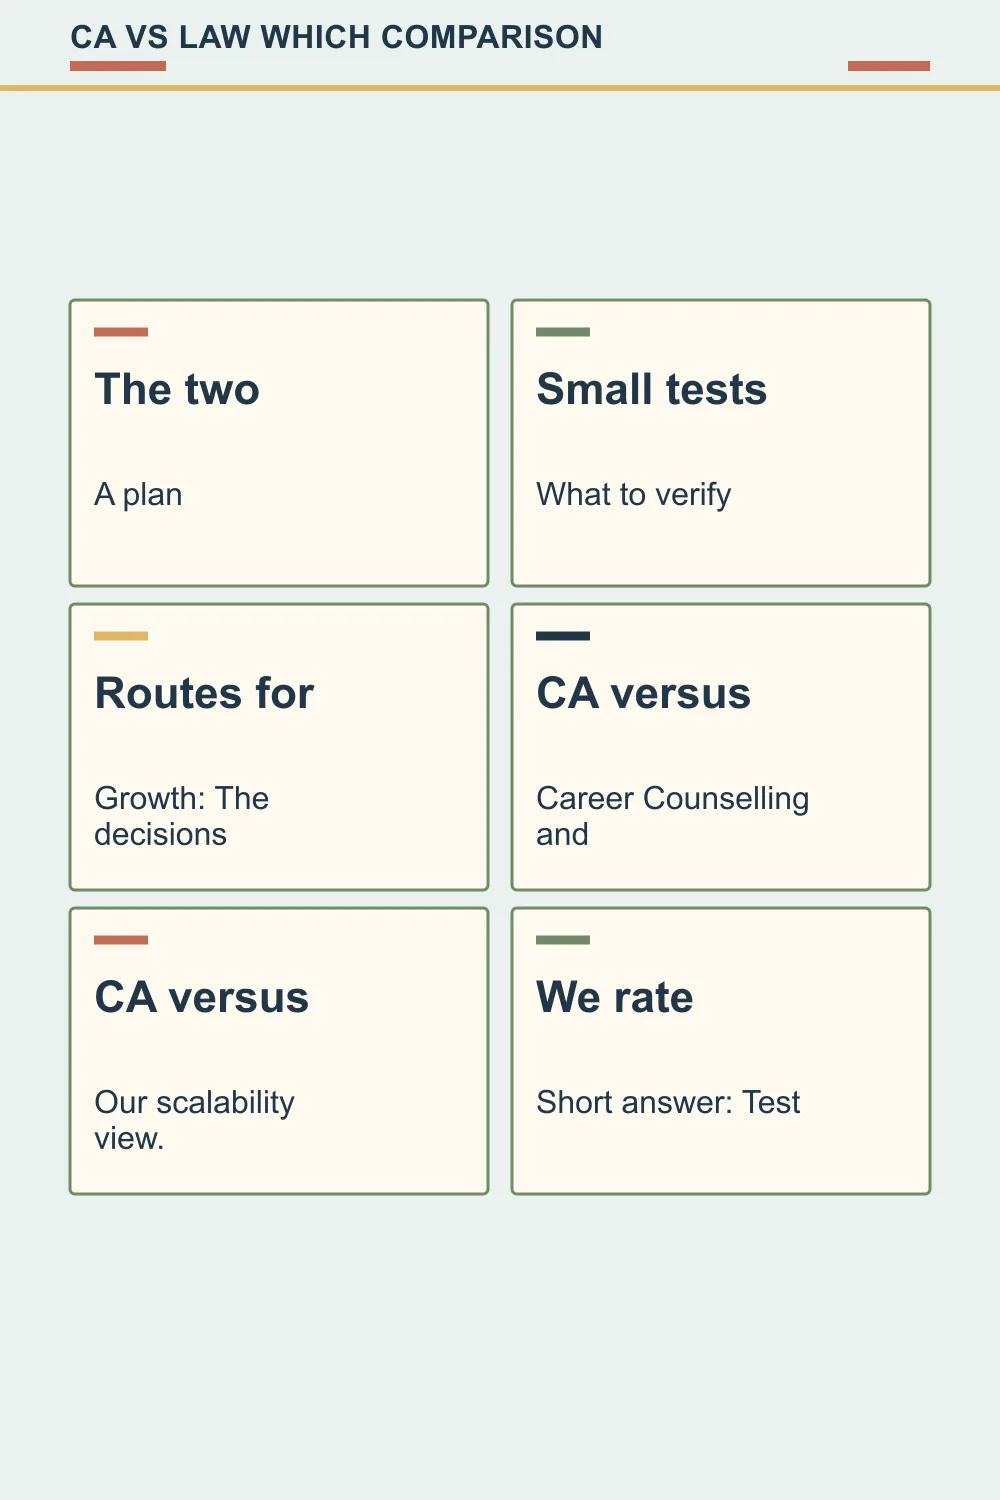 CA VS LAW WHICH COMPARISON
The two
A plan
Small tests
What to verify
Routes for
Growth: The
decisions
CA versus
Career Counselling
and
CA versus
Our scalability
view.
We rate
Short answer: Test